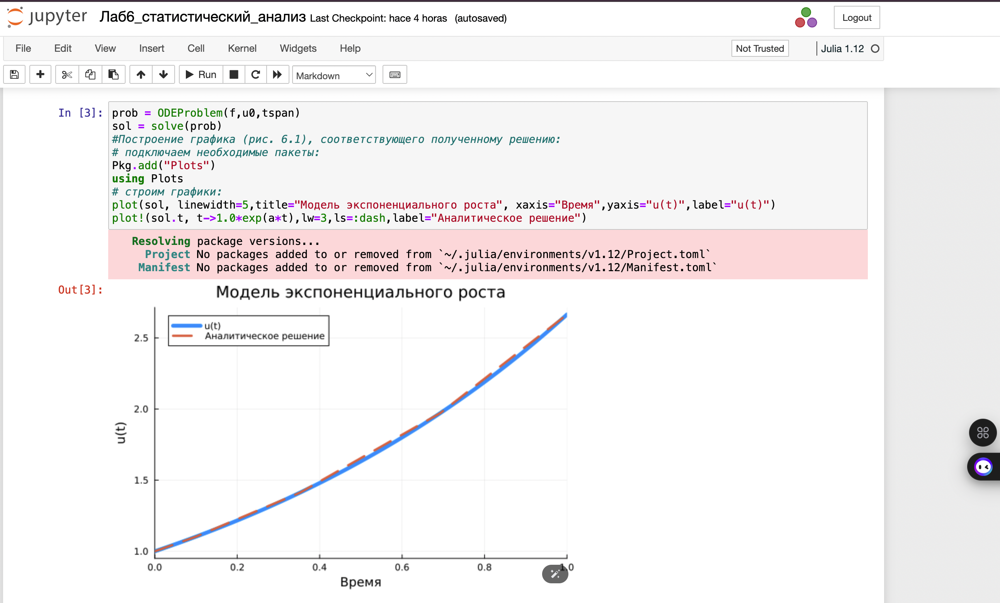 jupyter Лаб6_статистический_анализ Last Checkpoint: hace 4 horas (autosaved)
Logout
File Edit View Insert Cell Kernel Widgets Help
Not Trusted
Julia 1.12
Run
Markdown
In [3]:
prob = ODEProblem(f,u0,tspan)
sol = solve(prob)
#Построение графика (рис. 6.1), соответствующего полученному решению:
# подключаем необходимые пакеты:
Pkg.add("Plots")
using Plots
# строим графики:
plot(sol, linewidth=5,title="Модель экспоненциального роста", xaxis="Время",yaxis="u(t)",label="u(t)")
plot!(sol.t, t->1.0*exp(a*t),lw=3,ls=:dash,label="Аналитическое решение")
Resolving package versions...
Project No packages added to or removed from `~/.julia/environments/v1.12/Project.toml`
Manifest No packages added to or removed from `~/.julia/environments/v1.12/Manifest.toml`
Out[3]:
Модель экспоненциального роста
u(t)
Аналитическое решение
2.5
2.0
1.5
1.0
u(t)
0.0 0.2 0.4 0.6 0.8 1.0
Время